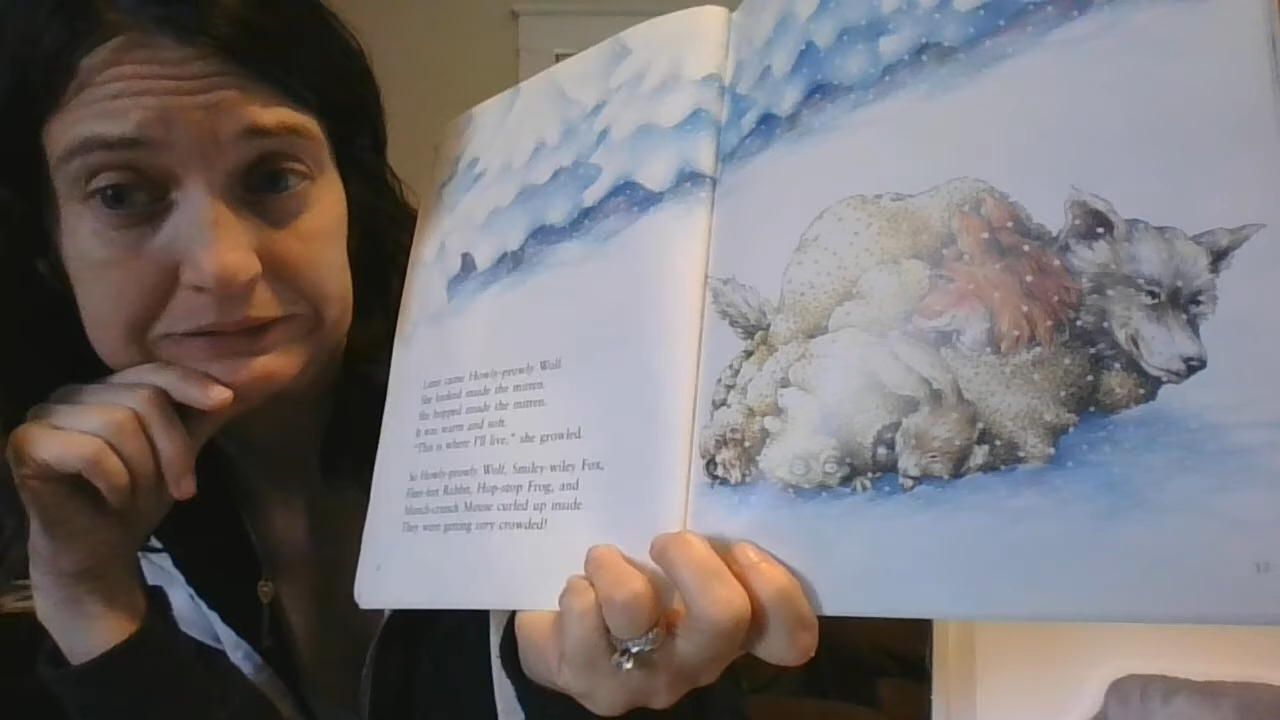 Later came Howly-prowly Wolf.
She looked inside the mitten.
She hopped inside the mitten.
It was warm and soft.
"This is where I'll live," she growled.
So Howly-prowly Wolf, Smiley-wiley Fox,
Fleet-feet Rabbit, Hop-stop Frog, and
Munch-crunch Mouse curled up inside.
They were getting very crowded!